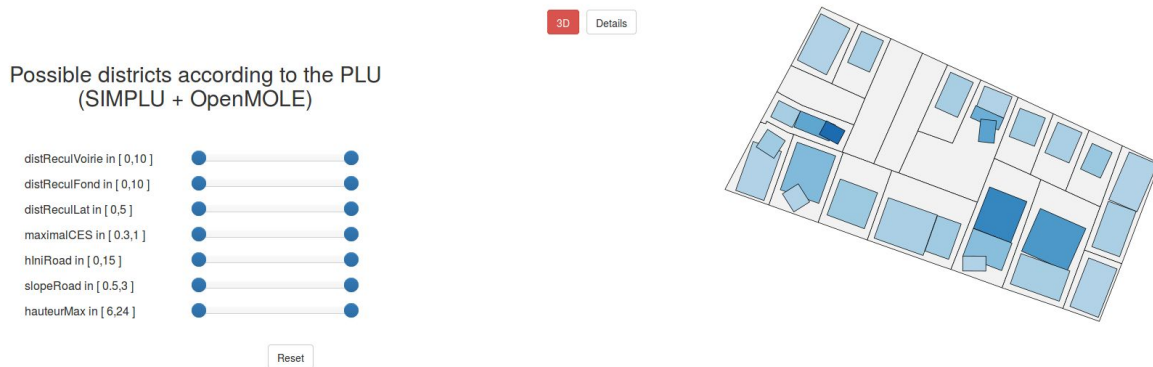 3D Details
Possible districts according to the PLU
(SIMPLU + OpenMOLE)
distReculVoirie in [ 0,10 ]
distReculFond in [ 0,10 ]
distReculLat in [ 0,5 ]
maximalCES in [ 0.3,1 ]
hIniRoad in [ 0,15 ]
slopeRoad in [ 0.5,3 ]
hauteurMax in [ 6,24 ]
Reset